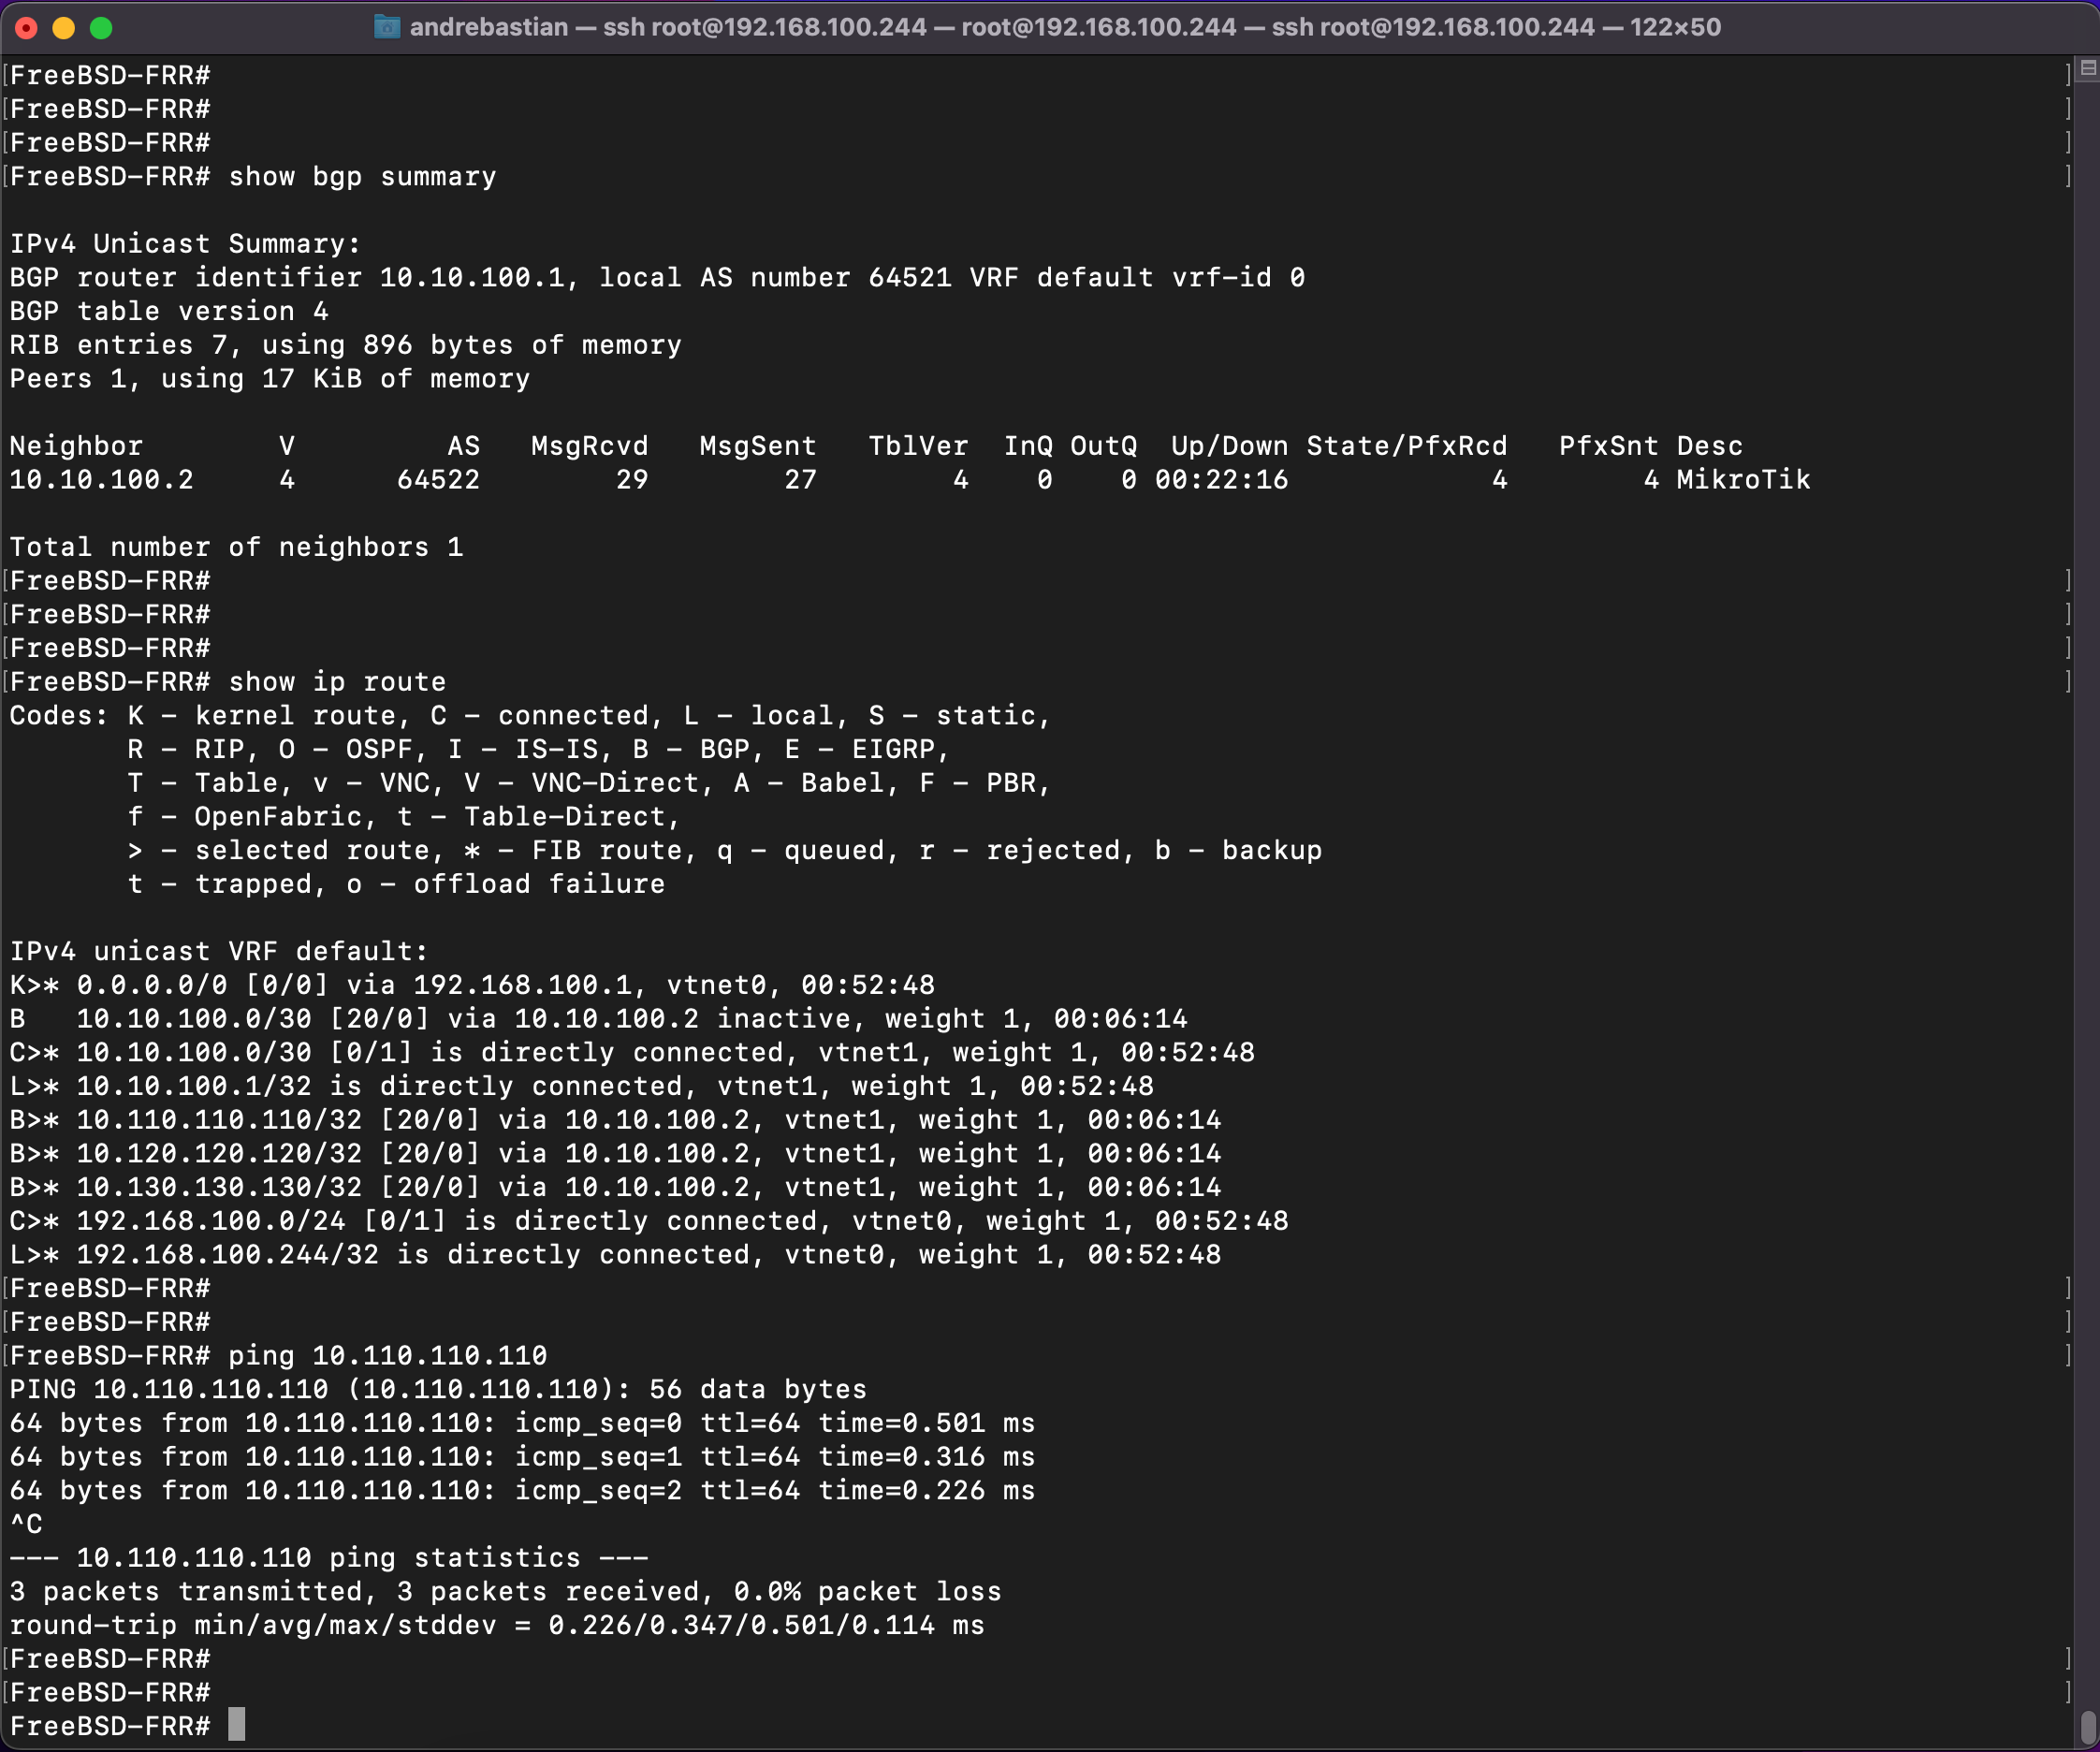 andrebastian — ssh root@192.168.100.244 — root@192.168.100.244 — ssh root@192.168.100.244 — 122×50
[FreeBSD-FRR# ]
[FreeBSD-FRR# ]
[FreeBSD-FRR# ]
[FreeBSD-FRR# show bgp summary ]
IPv4 Unicast Summary:
BGP router identifier 10.10.100.1, local AS number 64521 VRF default vrf-id 0
BGP table version 4
RIB entries 7, using 896 bytes of memory
Peers 1, using 17 KiB of memory
Neighbor        V         AS   MsgRcvd   MsgSent   TblVer  InQ OutQ  Up/Down State/PfxRcd   PfxSnt Desc
10.10.100.2     4      64522        29        27        4    0    0 00:22:16            4        4 MikroTik
Total number of neighbors 1
[FreeBSD-FRR# ]
[FreeBSD-FRR# ]
[FreeBSD-FRR# ]
[FreeBSD-FRR# show ip route ]
Codes: K - kernel route, C - connected, L - local, S - static,
       R - RIP, O - OSPF, I - IS-IS, B - BGP, E - EIGRP,
       T - Table, v - VNC, V - VNC-Direct, A - Babel, F - PBR,
       f - OpenFabric, t - Table-Direct,
       > - selected route, * - FIB route, q - queued, r - rejected, b - backup
       t - trapped, o - offload failure
IPv4 unicast VRF default:
K>* 0.0.0.0/0 [0/0] via 192.168.100.1, vtnet0, 00:52:48
B   10.10.100.0/30 [20/0] via 10.10.100.2 inactive, weight 1, 00:06:14
C>* 10.10.100.0/30 [0/1] is directly connected, vtnet1, weight 1, 00:52:48
L>* 10.10.100.1/32 is directly connected, vtnet1, weight 1, 00:52:48
B>* 10.110.110.110/32 [20/0] via 10.10.100.2, vtnet1, weight 1, 00:06:14
B>* 10.120.120.120/32 [20/0] via 10.10.100.2, vtnet1, weight 1, 00:06:14
B>* 10.130.130.130/32 [20/0] via 10.10.100.2, vtnet1, weight 1, 00:06:14
C>* 192.168.100.0/24 [0/1] is directly connected, vtnet0, weight 1, 00:52:48
L>* 192.168.100.244/32 is directly connected, vtnet0, weight 1, 00:52:48
[FreeBSD-FRR# ]
[FreeBSD-FRR# ]
[FreeBSD-FRR# ping 10.110.110.110 ]
PING 10.110.110.110 (10.110.110.110): 56 data bytes
64 bytes from 10.110.110.110: icmp_seq=0 ttl=64 time=0.501 ms
64 bytes from 10.110.110.110: icmp_seq=1 ttl=64 time=0.316 ms
64 bytes from 10.110.110.110: icmp_seq=2 ttl=64 time=0.226 ms
^C
--- 10.110.110.110 ping statistics ---
3 packets transmitted, 3 packets received, 0.0% packet loss
round-trip min/avg/max/stddev = 0.226/0.347/0.501/0.114 ms
[FreeBSD-FRR# ]
[FreeBSD-FRR# ]
FreeBSD-FRR#